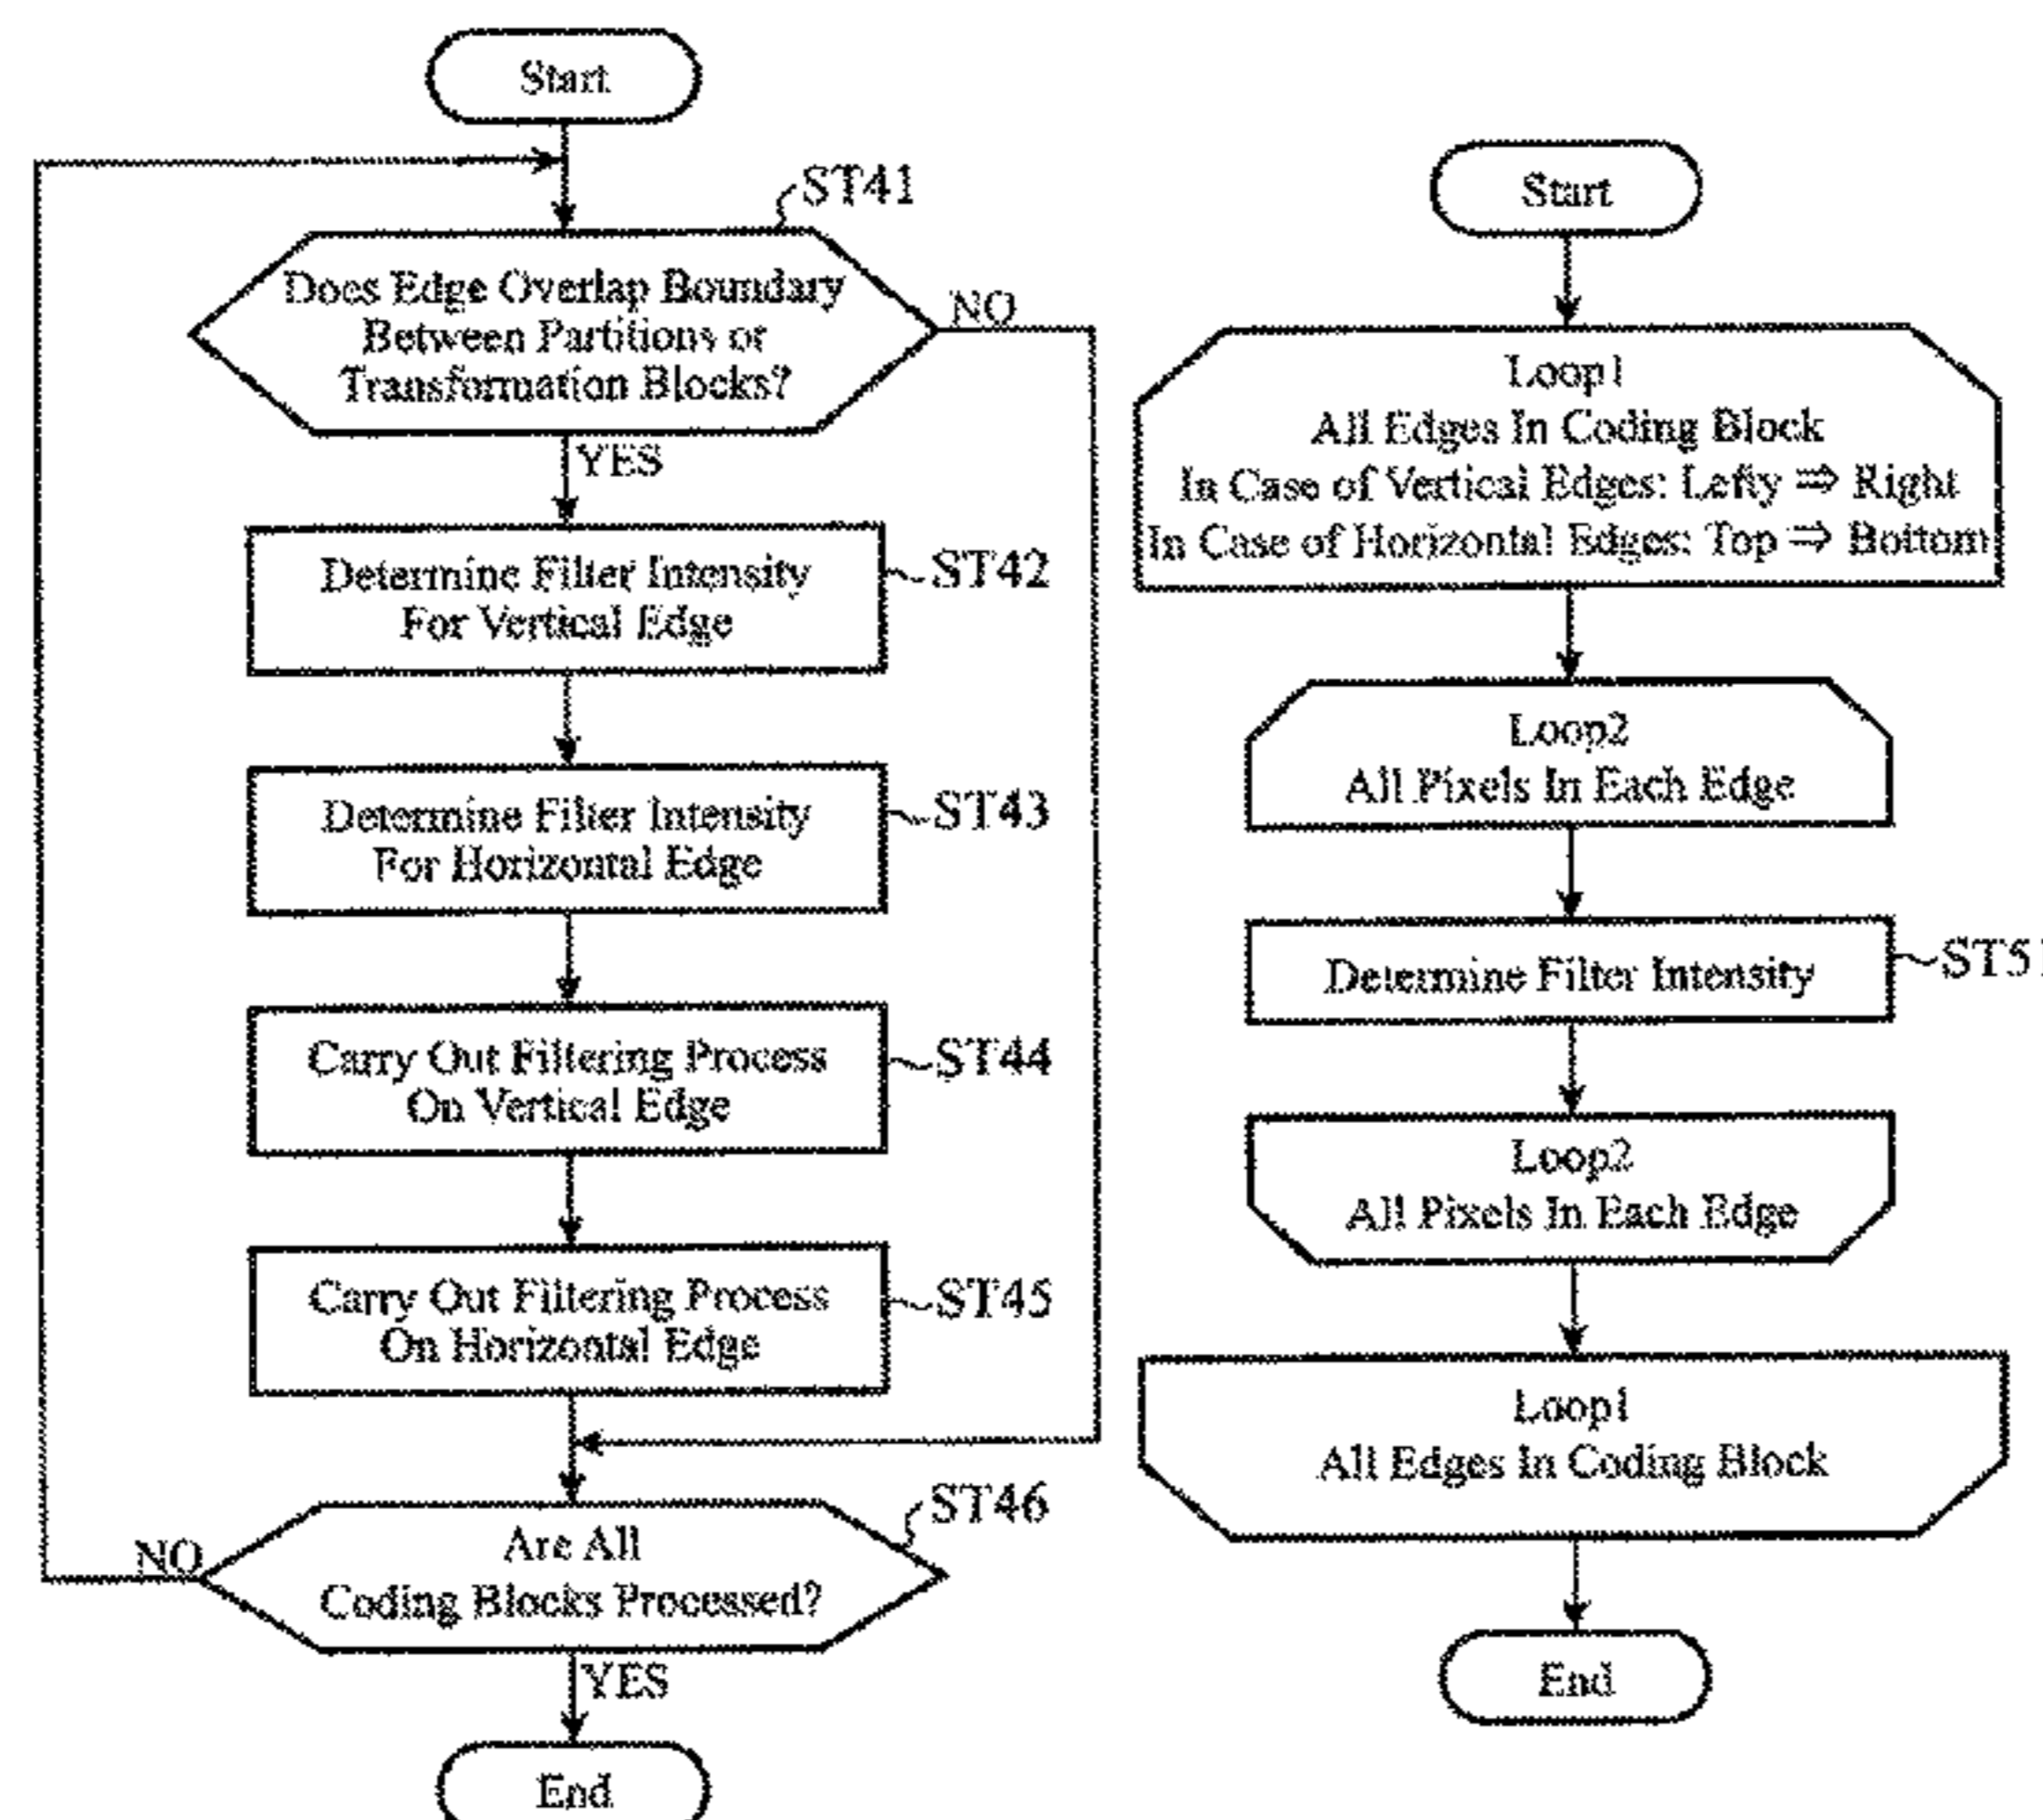 Start
ST41
Does Edge Overlap Boundary
Between Partitions or
Transformation Blocks?
NO
YES
Determine Filter Intensity
For Vertical Edge
ST42
Determine Filter Intensity
For Horizontal Edge
ST43
Carry Out Filtering Process
On Vertical Edge
ST44
Carry Out Filtering Process
On Horizontal Edge
ST45
ST46
Are All
Coding Blocks Processed?
NO
YES
End
Start
Loop1
All Edges In Coding Block
In Case of Vertical Edges: Lefty ⇒ Right
In Case of Horizontal Edges: Top ⇒ Bottom
Loop2
All Pixels In Each Edge
Determine Filter Intensity
ST51
Loop2
All Pixels In Each Edge
Loop1
All Edges In Coding Block
End